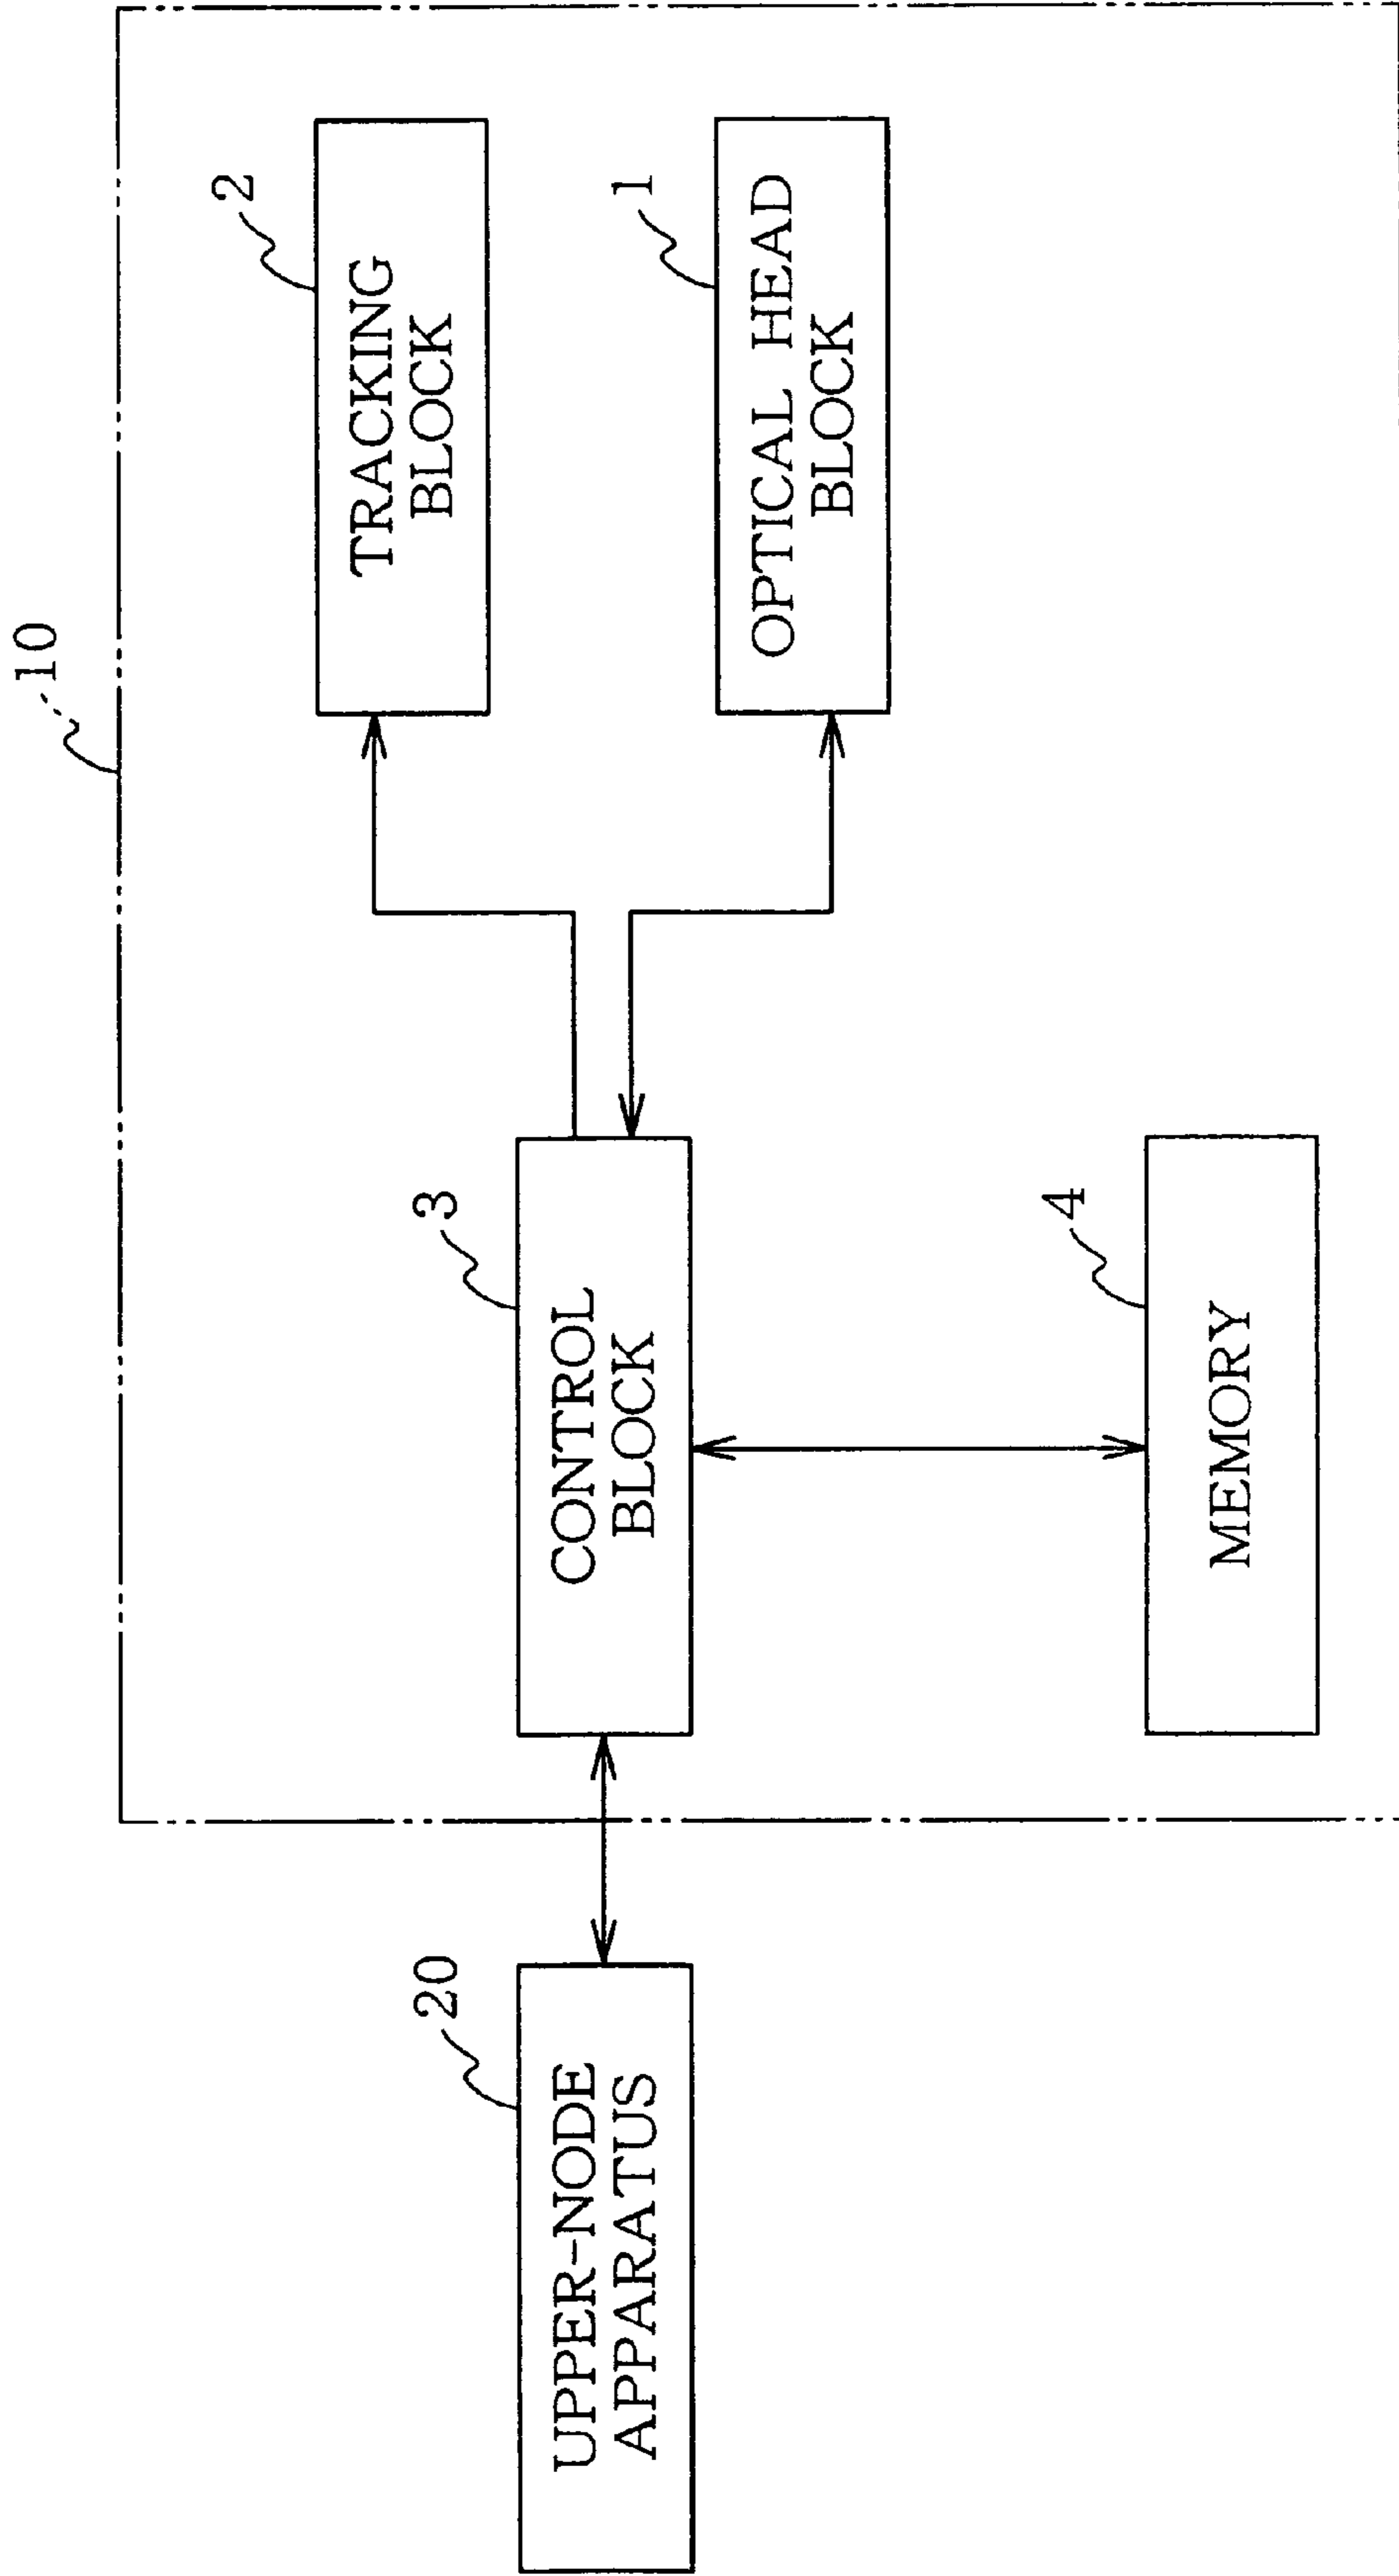 10
20
UPPER-NODE
APPARATUS
3
CONTROL
BLOCK
2
TRACKING
BLOCK
1
OPTICAL HEAD
BLOCK
4
MEMORY